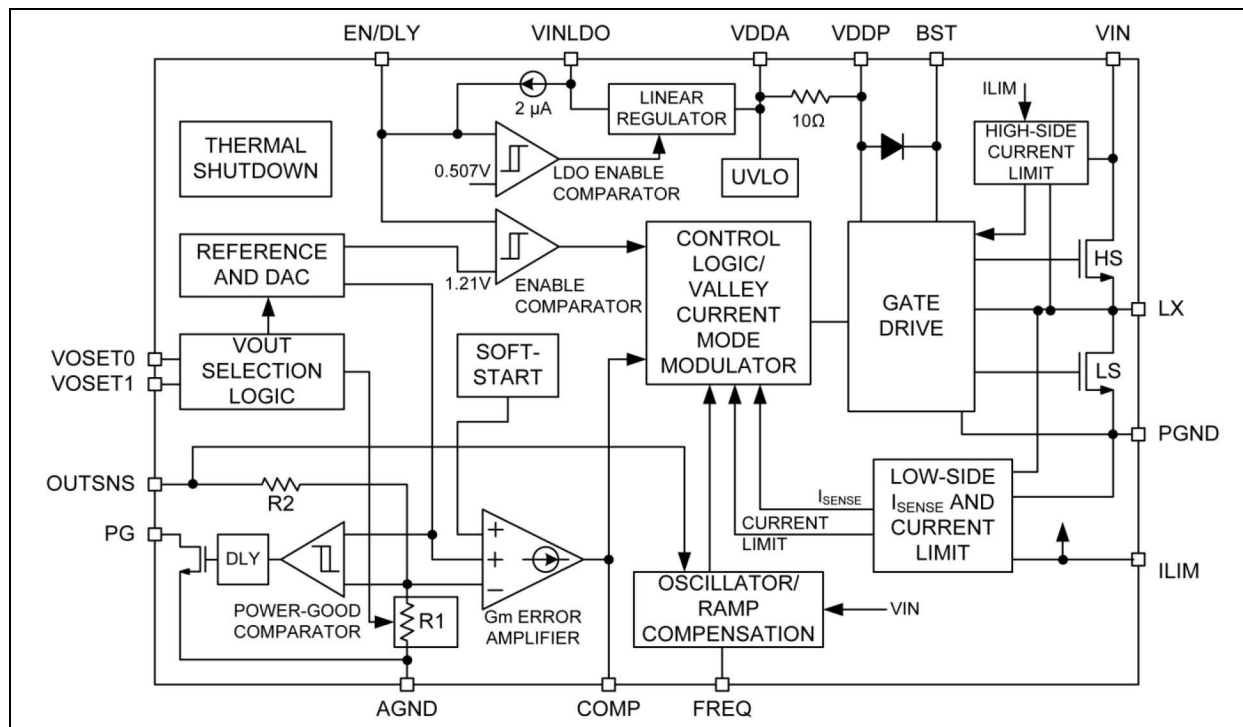 EN/DLY
VINLDO
VDDA
VDDP
BST
VIN
2 µA
LINEAR
REGULATOR
10Ω
ILIM
HIGH-SIDE
CURRENT
LIMIT
THERMAL
SHUTDOWN
0.507V
LDO ENABLE
COMPARATOR
UVLO
REFERENCE
AND DAC
1.21V
ENABLE
COMPARATOR
CONTROL
LOGIC/
VALLEY
CURRENT
MODE
MODULATOR
GATE
DRIVE
HS
LX
VOSET0
VOSET1
VOUT
SELECTION
LOGIC
SOFT-
START
LS
PGND
OUTSNS
R2
LOW-SIDE
ISENSE AND
CURRENT
LIMIT
ISENSE
CURRENT
LIMIT
PG
DLY
+
+
−
ILIM
POWER-GOOD
COMPARATOR
R1
Gm ERROR
AMPLIFIER
OSCILLATOR/
RAMP
COMPENSATION
VIN
AGND
COMP
FREQ